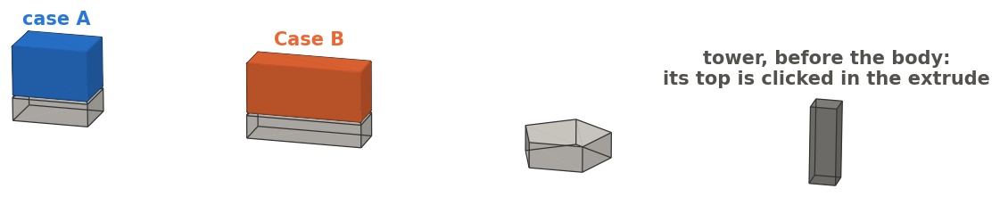 case A
Case B
tower, before the body:
its top is clicked in the extrude